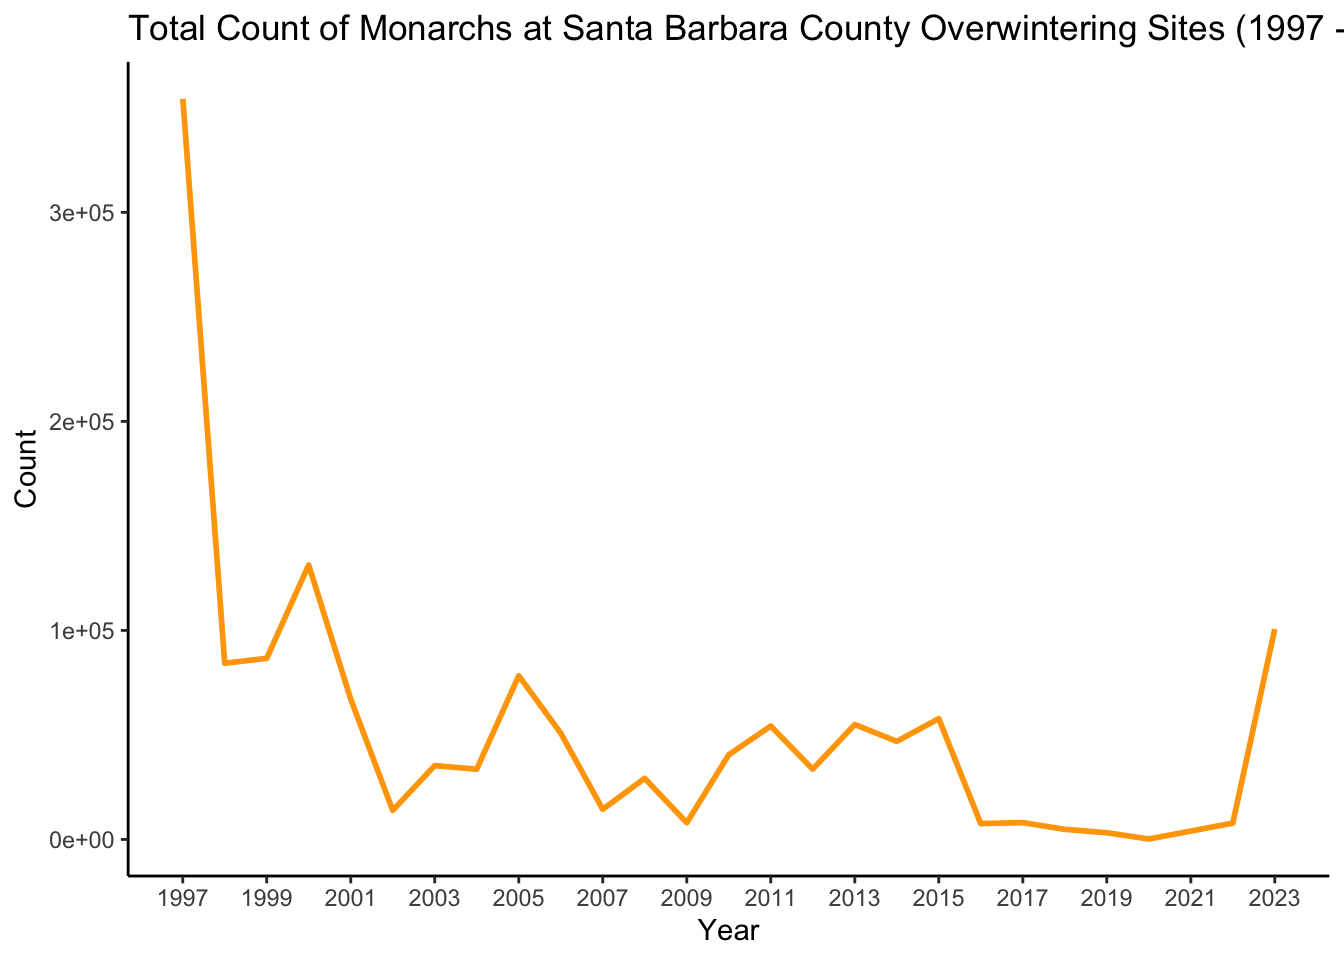 Total Count of Monarchs at Santa Barbara County Overwintering Sites (1997 -
3e+05
2e+05
1e+05
0e+00
Count
1997 1999 2001 2003 2005 2007 2009 2011 2013 2015 2017 2019 2021 2023
Year